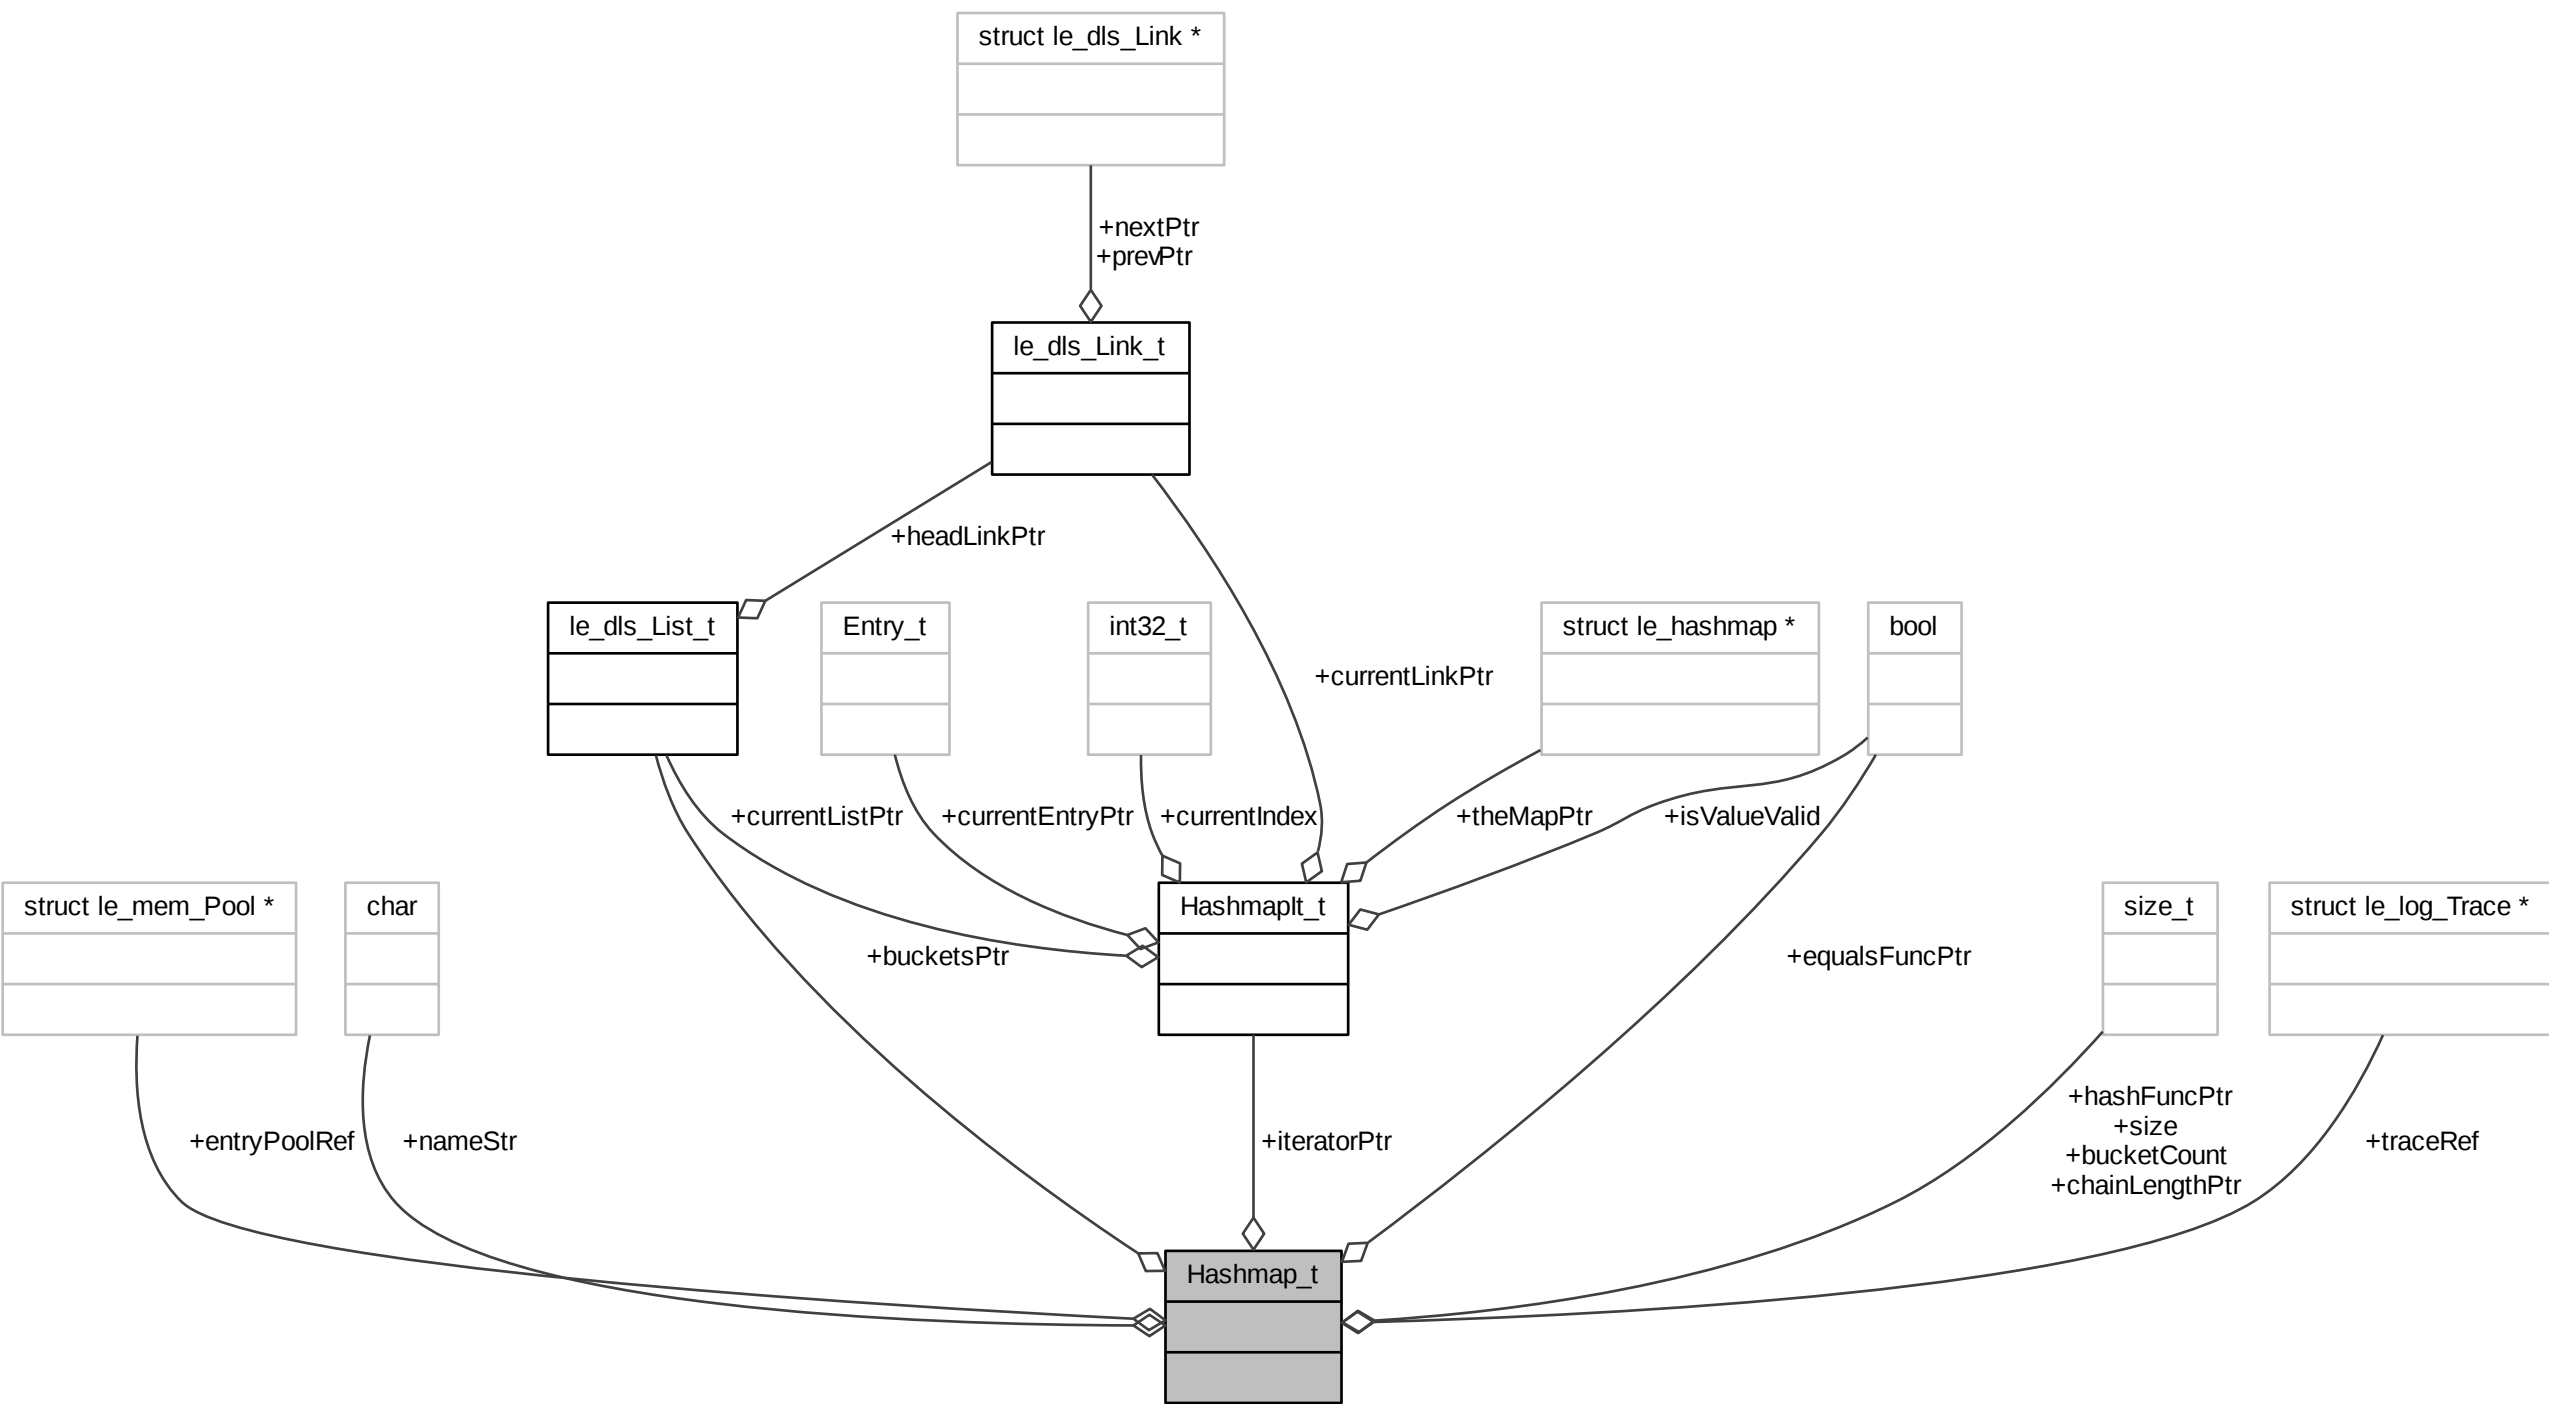 struct le_dls_Link *
+nextPtr
+prevPtr
le_dls_Link_t
+headLinkPtr
le_dls_List_t
Entry_t
int32_t
+currentLinkPtr
struct le_hashmap *
bool
+currentListPtr
+currentEntryPtr
+currentIndex
+theMapPtr
+isValueValid
struct le_mem_Pool *
char
HashmapIt_t
size_t
struct le_log_Trace *
+bucketsPtr
+equalsFuncPtr
+entryPoolRef
+nameStr
+iteratorPtr
+hashFuncPtr
+size
+bucketCount
+chainLengthPtr
+traceRef
Hashmap_t